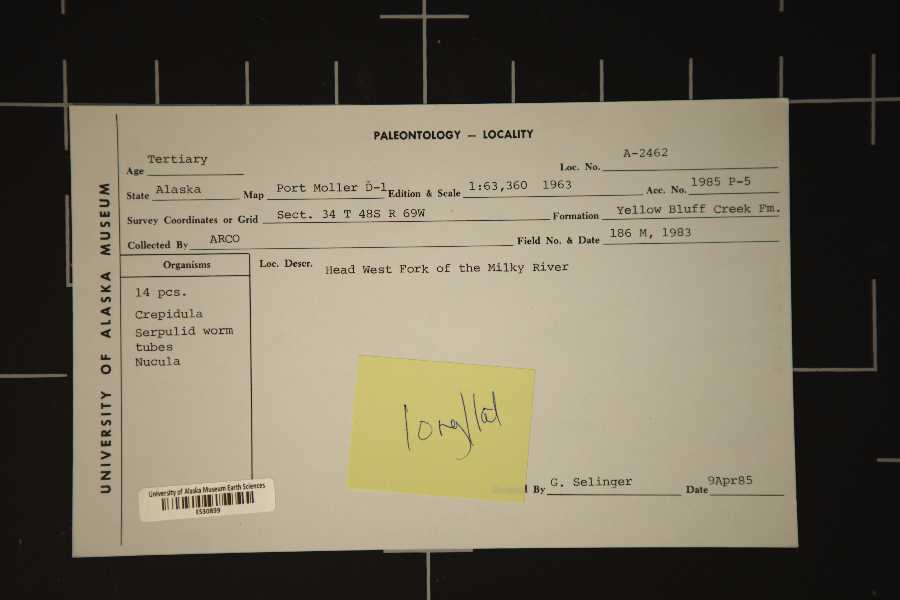 PALEONTOLOGY — LOCALITY
Age Tertiary Loc. No. A-2462
State Alaska Map Port Moller D-1 Edition & Scale 1:63,360 1963 Acc. No. 1985 P-5
Survey Coordinates or Grid Sect. 34 T 48S R 69W Formation Yellow Bluff Creek Fm.
Collected By ARCO Field No. & Date 186 M, 1983
Organisms
14 pcs.
Crepidula
Serpulid worm
tubes
Nucula
Loc. Descr. Head West Fork of the Milky River
long/lat
By G. Selinger Date 9Apr85
University of Alaska Museum Earth Sciences
ES30899
UNIVERSITY OF ALASKA MUSEUM